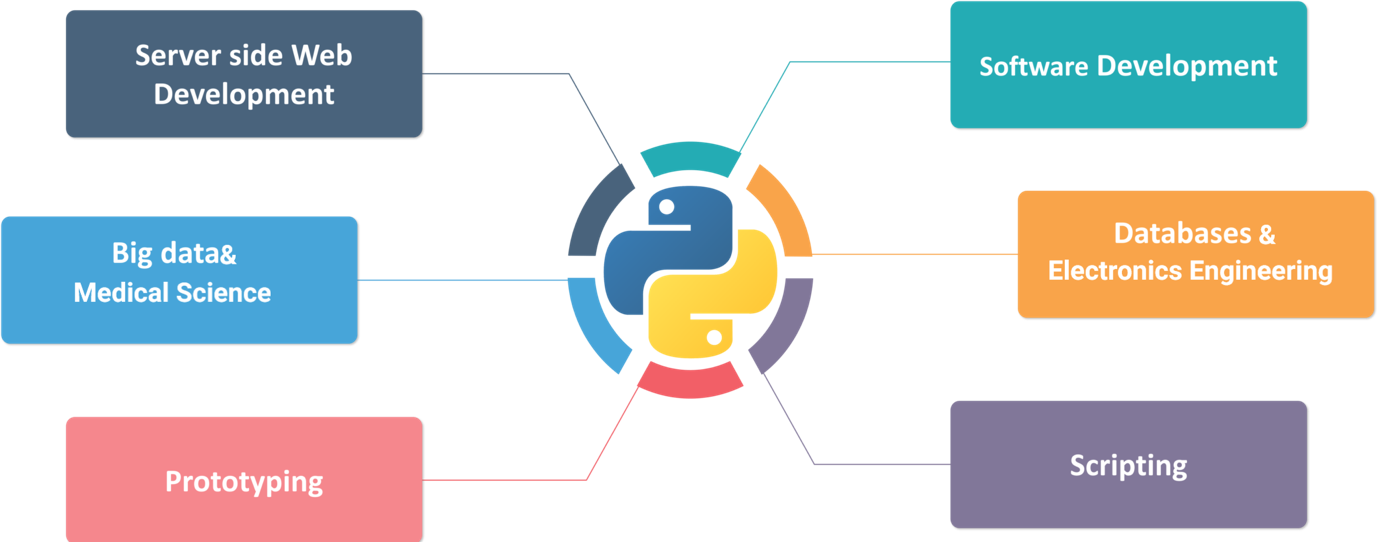 Server side Web
Development
Software Development
Big data&
Medical Science
Databases &
Electronics Engineering
Prototyping
Scripting